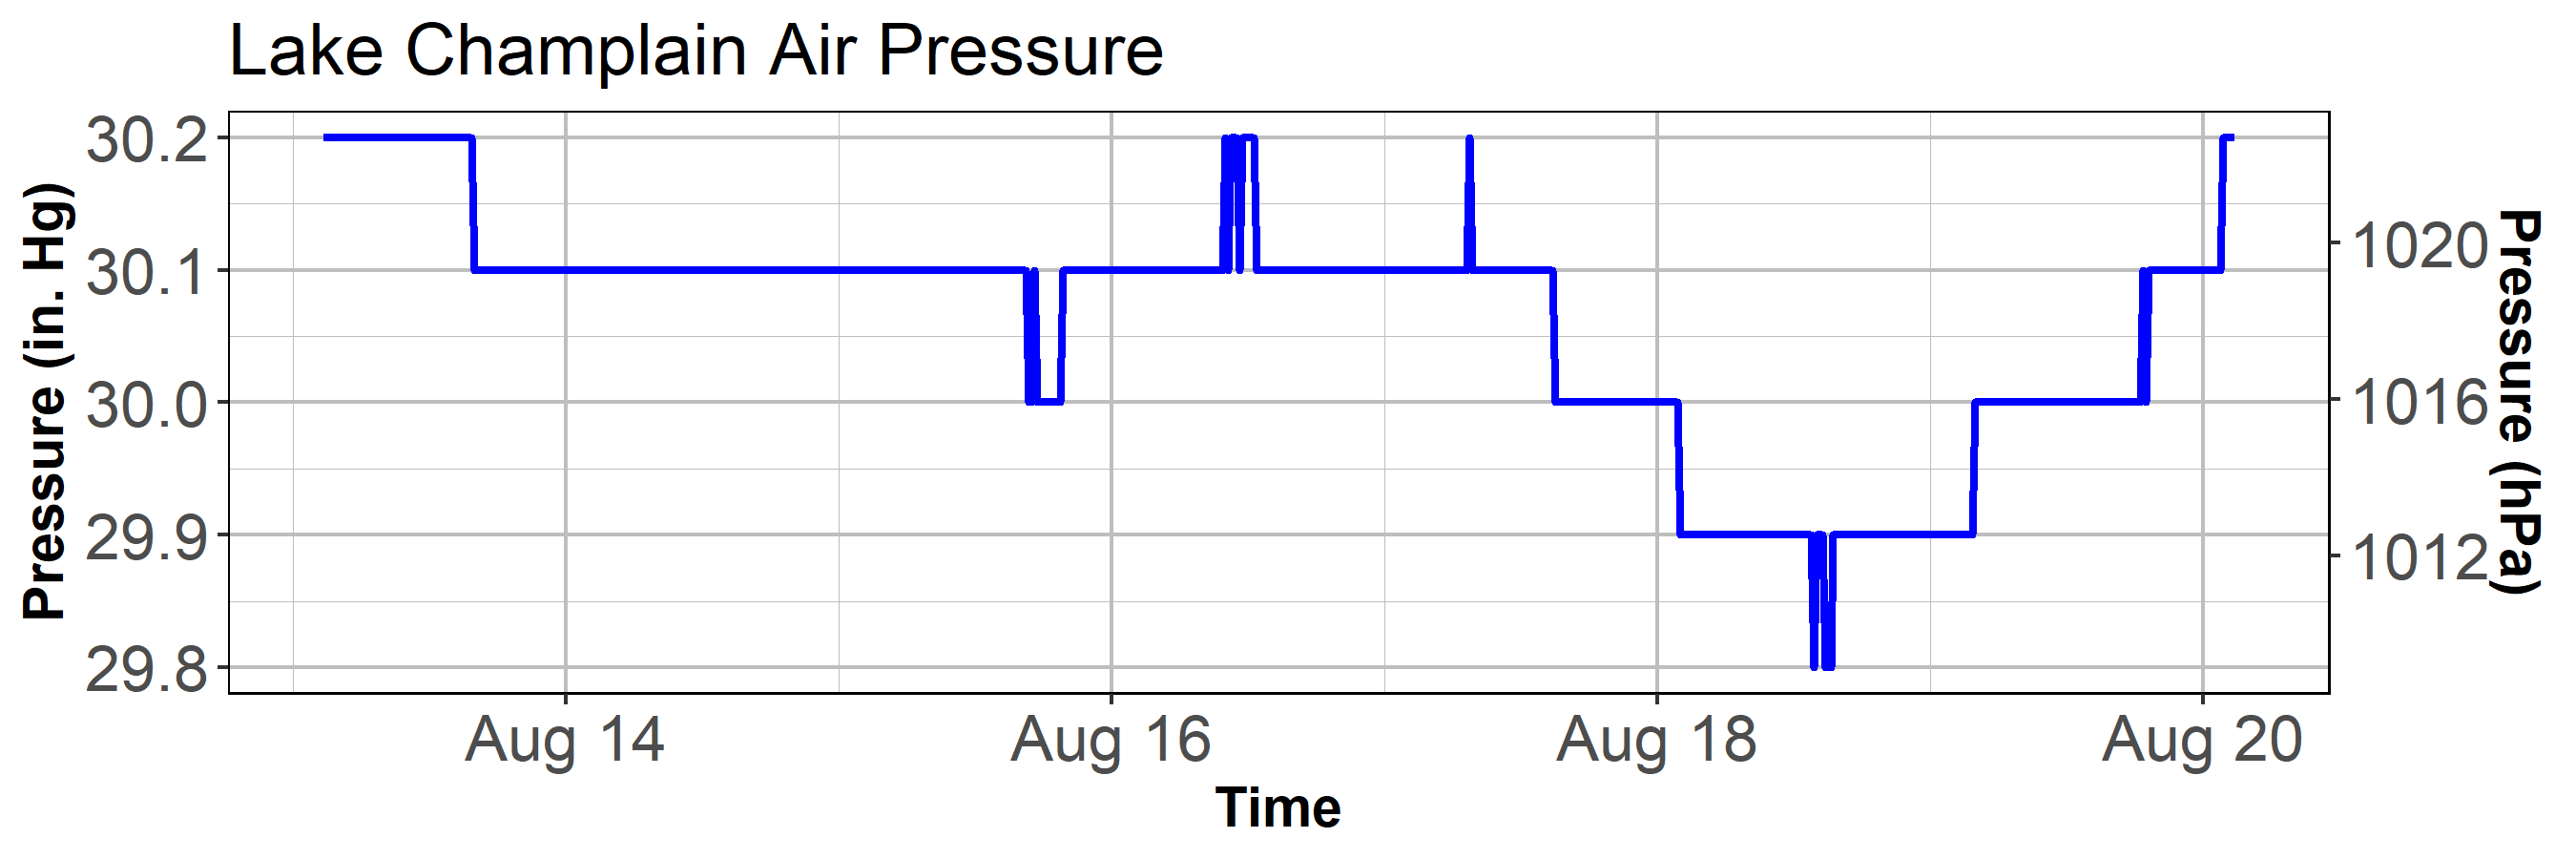 Lake Champlain Air Pressure
Pressure (in. Hg)
30.2
30.1
30.0
29.9
29.8
1020
1016
1012
Pressure (hPa)
Aug 14
Aug 16
Aug 18
Aug 20
Time